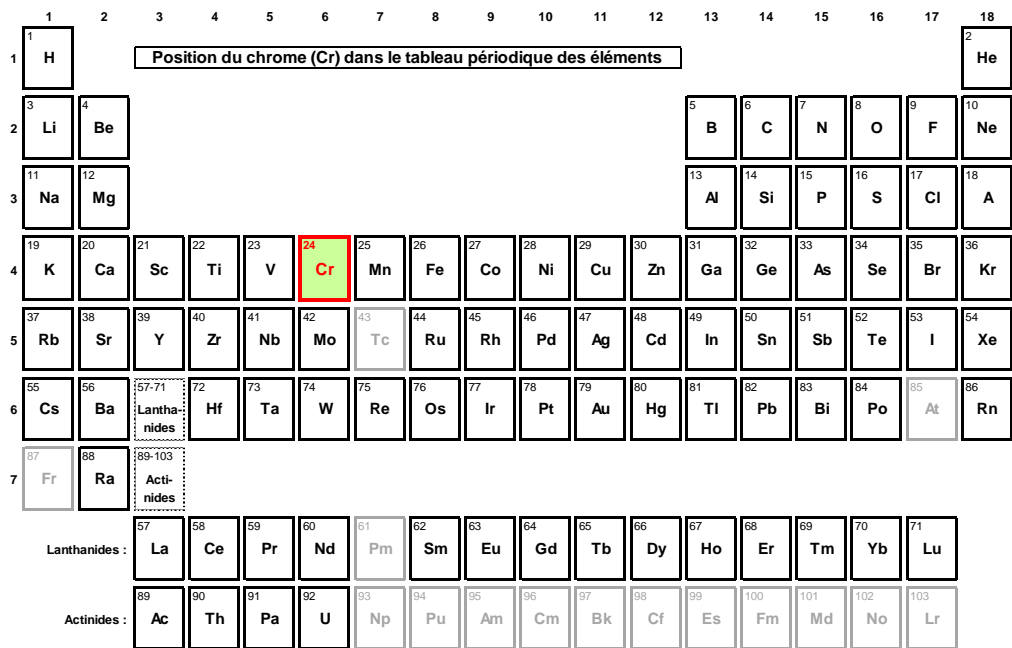 1 2 3 4 5 6 7 8 9 10 11 12 13 14 15 16 17 18
1 2
1 H Position du chrome (Cr) dans le tableau périodique des éléments He
3 4 5 6 7 8 9 10
2 Li Be B C N O F Ne
11 12 13 14 15 16 17 18
3 Na Mg Al Si P S Cl A
19 20 21 22 23 24 25 26 27 28 29 30 31 32 33 34 35 36
4 K Ca Sc Ti V Cr Mn Fe Co Ni Cu Zn Ga Ge As Se Br Kr
37 38 39 40 41 42 43 44 45 46 47 48 49 50 51 52 53 54
5 Rb Sr Y Zr Nb Mo Tc Ru Rh Pd Ag Cd In Sn Sb Te I Xe
55 56 57-71 72 73 74 75 76 77 78 79 80 81 82 83 84 85 86
6 Cs Ba Lantha- Hf Ta W Re Os Ir Pt Au Hg Tl Pb Bi Po At Rn
nides
87 88 89-103
7 Fr Ra Acti-
nides
57 58 59 60 61 62 63 64 65 66 67 68 69 70 71
Lanthanides : La Ce Pr Nd Pm Sm Eu Gd Tb Dy Ho Er Tm Yb Lu
89 90 91 92 93 94 95 96 97 98 99 100 101 102 103
Actinides : Ac Th Pa U Np Pu Am Cm Bk Cf Es Fm Md No Lr